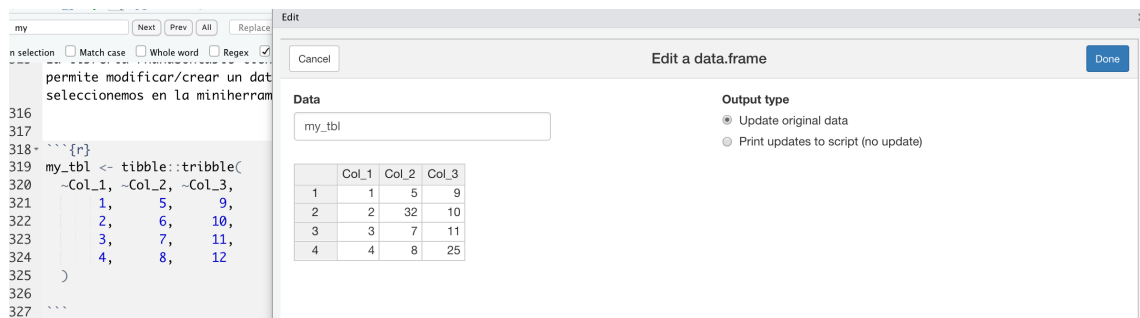 my Next Prev All Replace
n selection Match case Whole word Regex
permite modificar/crear un dat
seleccionemos en la miniherram
316
317
318 ```{r}
319 my_tbl <- tibble::tribble(
320 ~Col_1, ~Col_2, ~Col_3,
321 1, 5, 9,
322 2, 6, 10,
323 3, 7, 11,
324 4, 8, 12
325 )
326
327 ```
Edit
Cancel Edit a data.frame Done
Data
my_tbl
Output type
Update original data
Print updates to script (no update)
Col_1 Col_2 Col_3
1 1 5 9
2 2 32 10
3 3 7 11
4 4 8 25